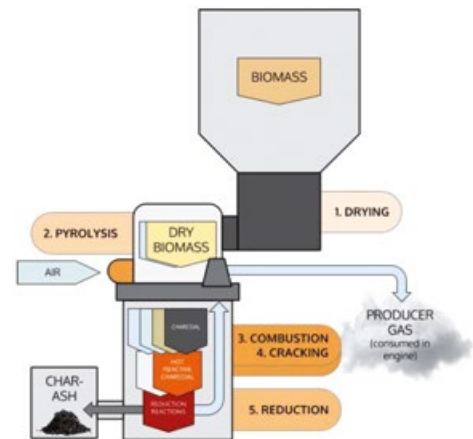 BIOMASS
1. DRYING
2. PYROLYSIS
DRY
BIOMASS
AIR
CHARCOAL
3. COMBUSTION
4. CRACKING
PRODUCER
GAS
(consumed in
engine)
HOT
REACTIVE
CHARCOAL
CHAR-
ASH
REDUCTION
REACTIONS
5. REDUCTION